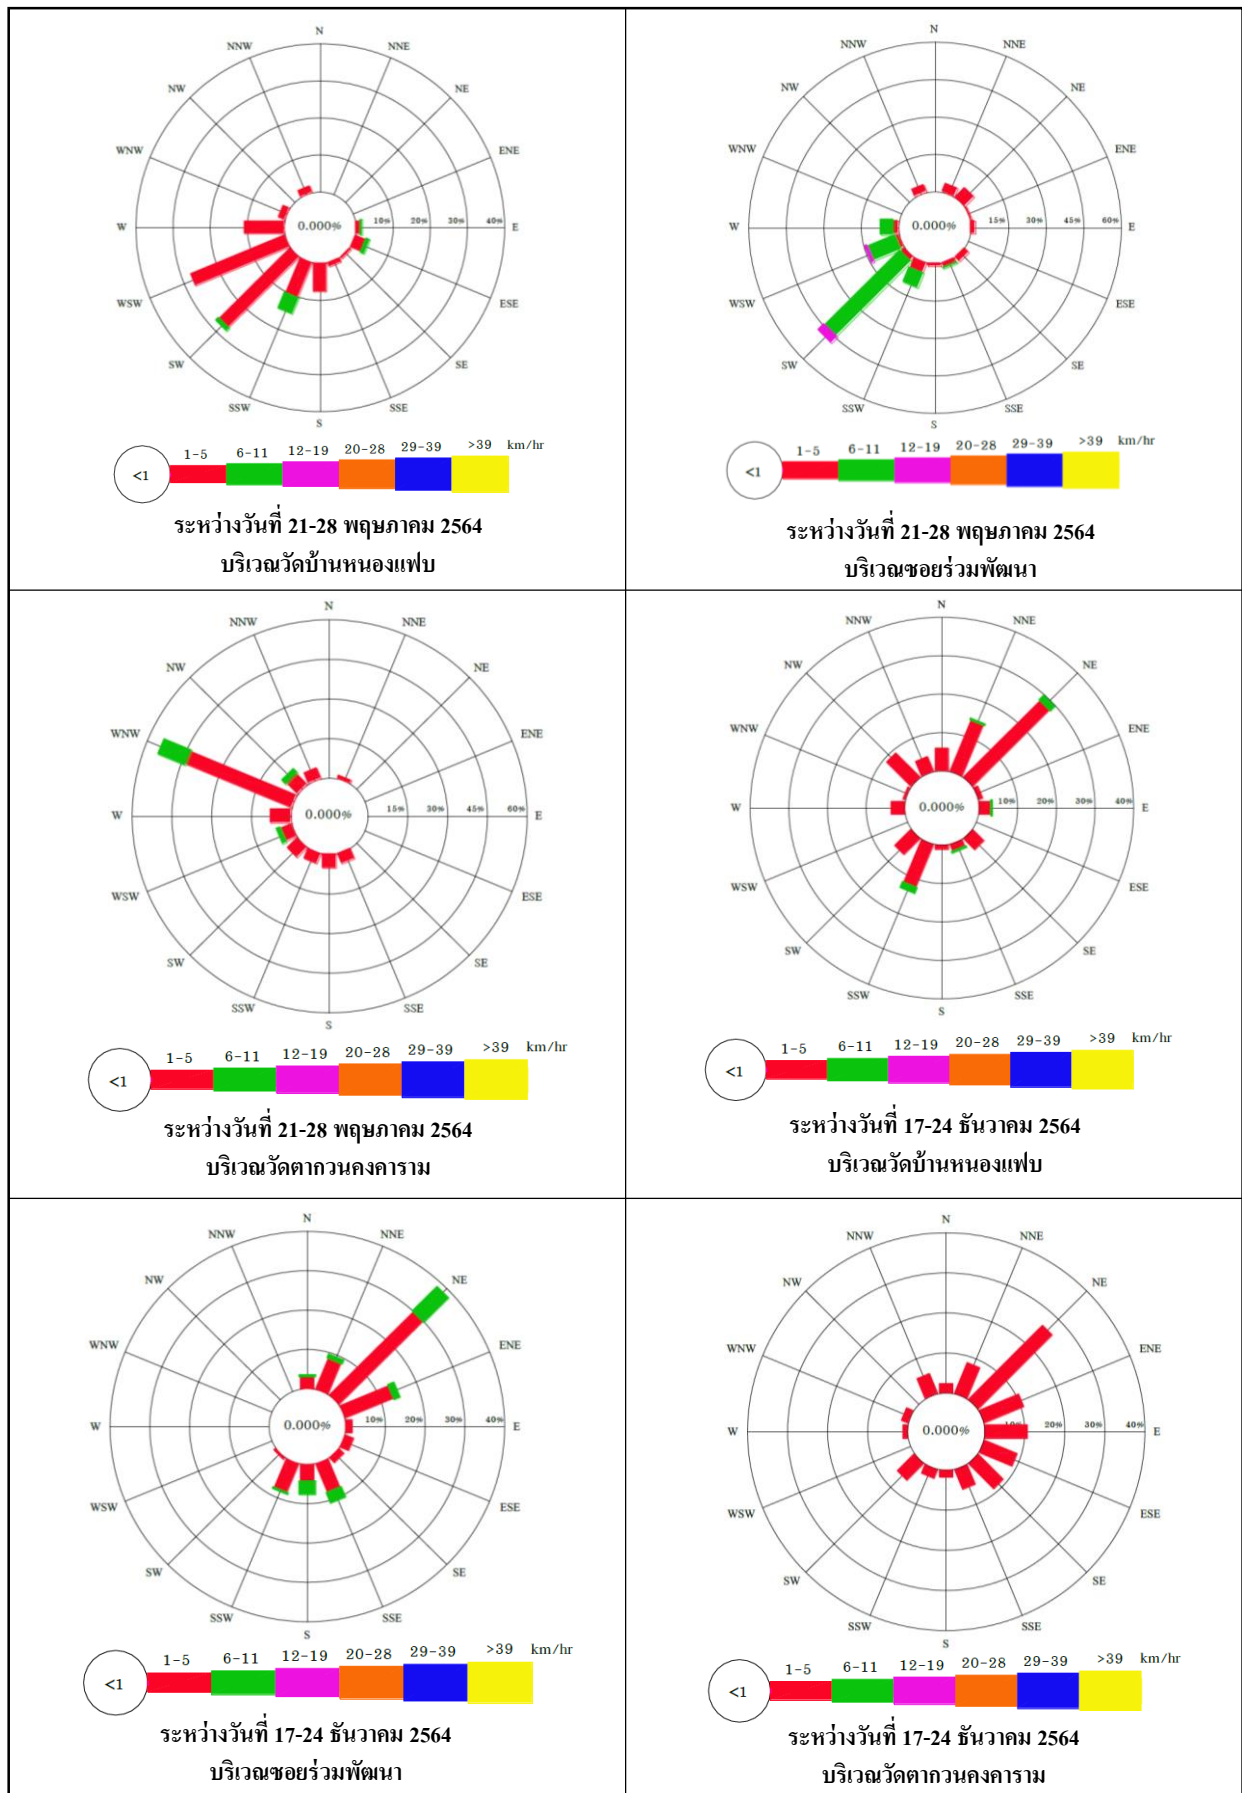 N
NNW NNE
NW NE
WNW ENE
W 0.000% 10% 20% 30% 40% E
WSW ESE
SW SE
SSW SSE
S
<1 1-5 6-11 12-19 20-28 29-39 >39 km/hr
ระหว่างวันที่ 21-28 พฤษภาคม 2564
บริเวณวัดบ้านหนองแฟบ
N
NNW NNE
NW NE
WNW ENE
W 0.000% 15% 30% 45% 60% E
WSW ESE
SW SE
SSW SSE
S
<1 1-5 6-11 12-19 20-28 29-39 >39 km/hr
ระหว่างวันที่ 21-28 พฤษภาคม 2564
บริเวณซอยร่วมพัฒนา
N
NNW NNE
NW NE
WNW ENE
W 0.000% 15% 30% 45% 60% E
WSW ESE
SW SE
SSW SSE
S
<1 1-5 6-11 12-19 20-28 29-39 >39 km/hr
ระหว่างวันที่ 21-28 พฤษภาคม 2564
บริเวณวัดตากวนคงคาราม
N
NNW NNE
NW NE
WNW ENE
W 0.000% 10% 20% 30% 40% E
WSW ESE
SW SE
SSW SSE
S
<1 1-5 6-11 12-19 20-28 29-39 >39 km/hr
ระหว่างวันที่ 17-24 ธันวาคม 2564
บริเวณวัดบ้านหนองแฟบ
N
NNW NNE
NW NE
WNW ENE
W 0.000% 10% 20% 30% 40% E
WSW ESE
SW SE
SSW SSE
S
<1 1-5 6-11 12-19 20-28 29-39 >39 km/hr
ระหว่างวันที่ 17-24 ธันวาคม 2564
บริเวณซอยร่วมพัฒนา
N
NNW NNE
NW NE
WNW ENE
W 0.000% 10% 20% 30% 40% E
WSW ESE
SW SE
SSW SSE
S
<1 1-5 6-11 12-19 20-28 29-39 >39 km/hr
ระหว่างวันที่ 17-24 ธันวาคม 2564
บริเวณวัดตากวนคงคาราม